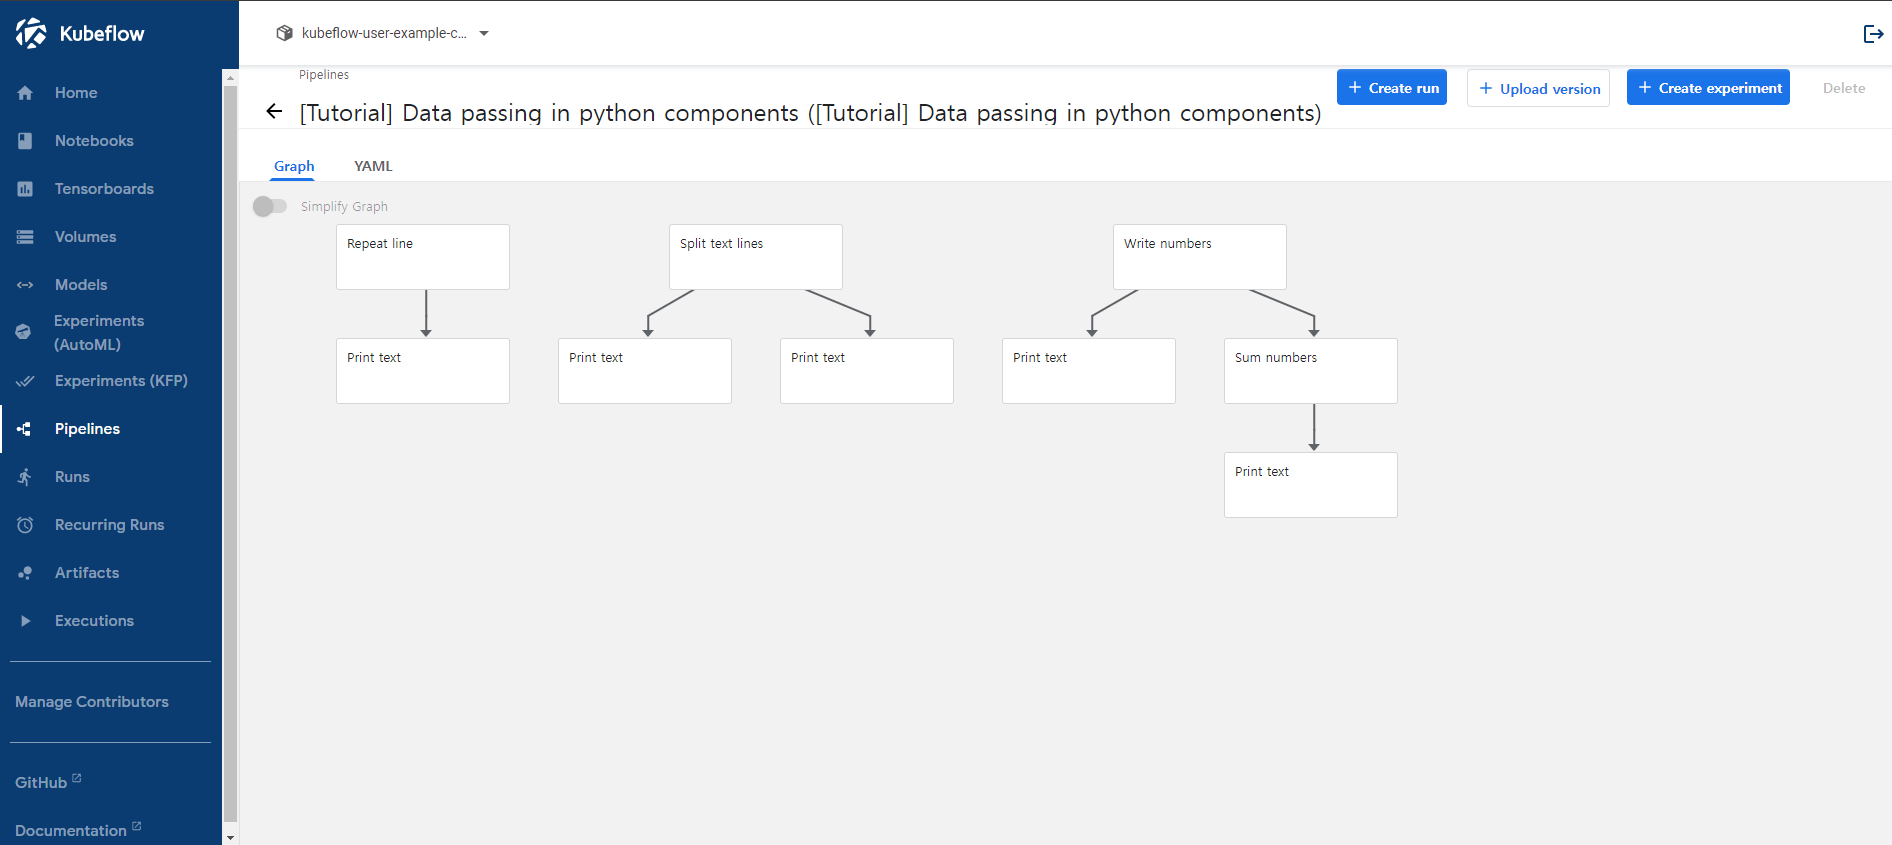 Kubeflow
kubeflow-user-example-c...
Home
Notebooks
Tensorboards
Volumes
Models
Experiments
(AutoML)
Experiments (KFP)
Pipelines
Runs
Recurring Runs
Artifacts
Executions
Manage Contributors
GitHub
Documentation
Pipelines
[Tutorial] Data passing in python components ([Tutorial] Data passing in python components)
+ Create run
+ Upload version
+ Create experiment
Delete
Graph
YAML
Simplify Graph
Repeat line
Split text lines
Write numbers
Print text
Print text
Print text
Print text
Sum numbers
Print text